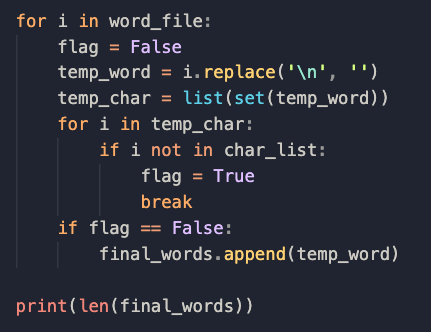 for i in word_file:
    flag = False
    temp_word = i.replace('\n', '')
    temp_char = list(set(temp_word))
    for i in temp_char:
        if i not in char_list:
            flag = True
            break
    if flag == False:
        final_words.append(temp_word)

print(len(final_words))